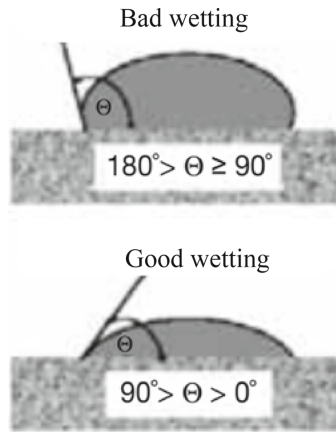 Bad wetting
Θ
180°> Θ ≥ 90°
Good wetting
Θ
90°> Θ > 0°